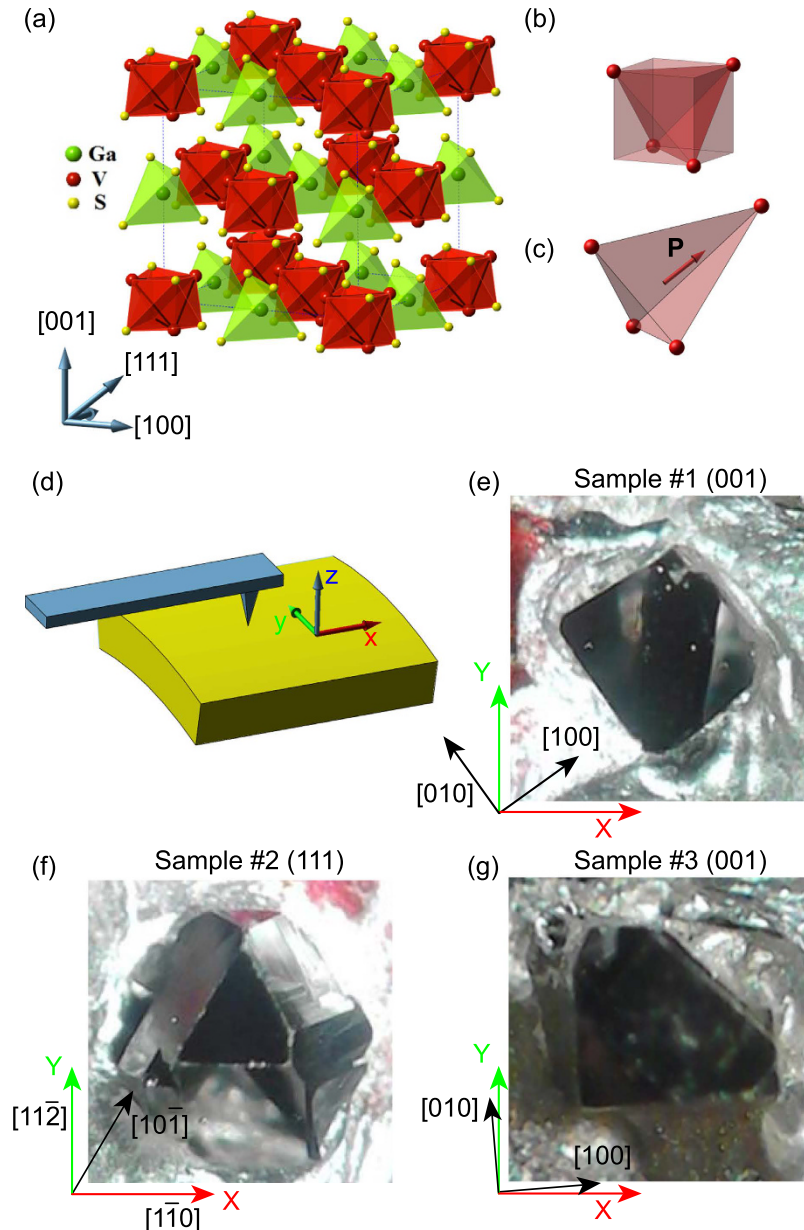 (a)
Ga
V
S
[001]
[111]
[100]
(b)
(c)
P
(d)
z
y
x
(e)
Sample #1 (001)
Y
[100]
[010]
X
(f)
Sample #2 (111)
Y
[112̅]
[101̅]
X
[11̅0]
(g)
Sample #3 (001)
Y
[010]
[100]
X